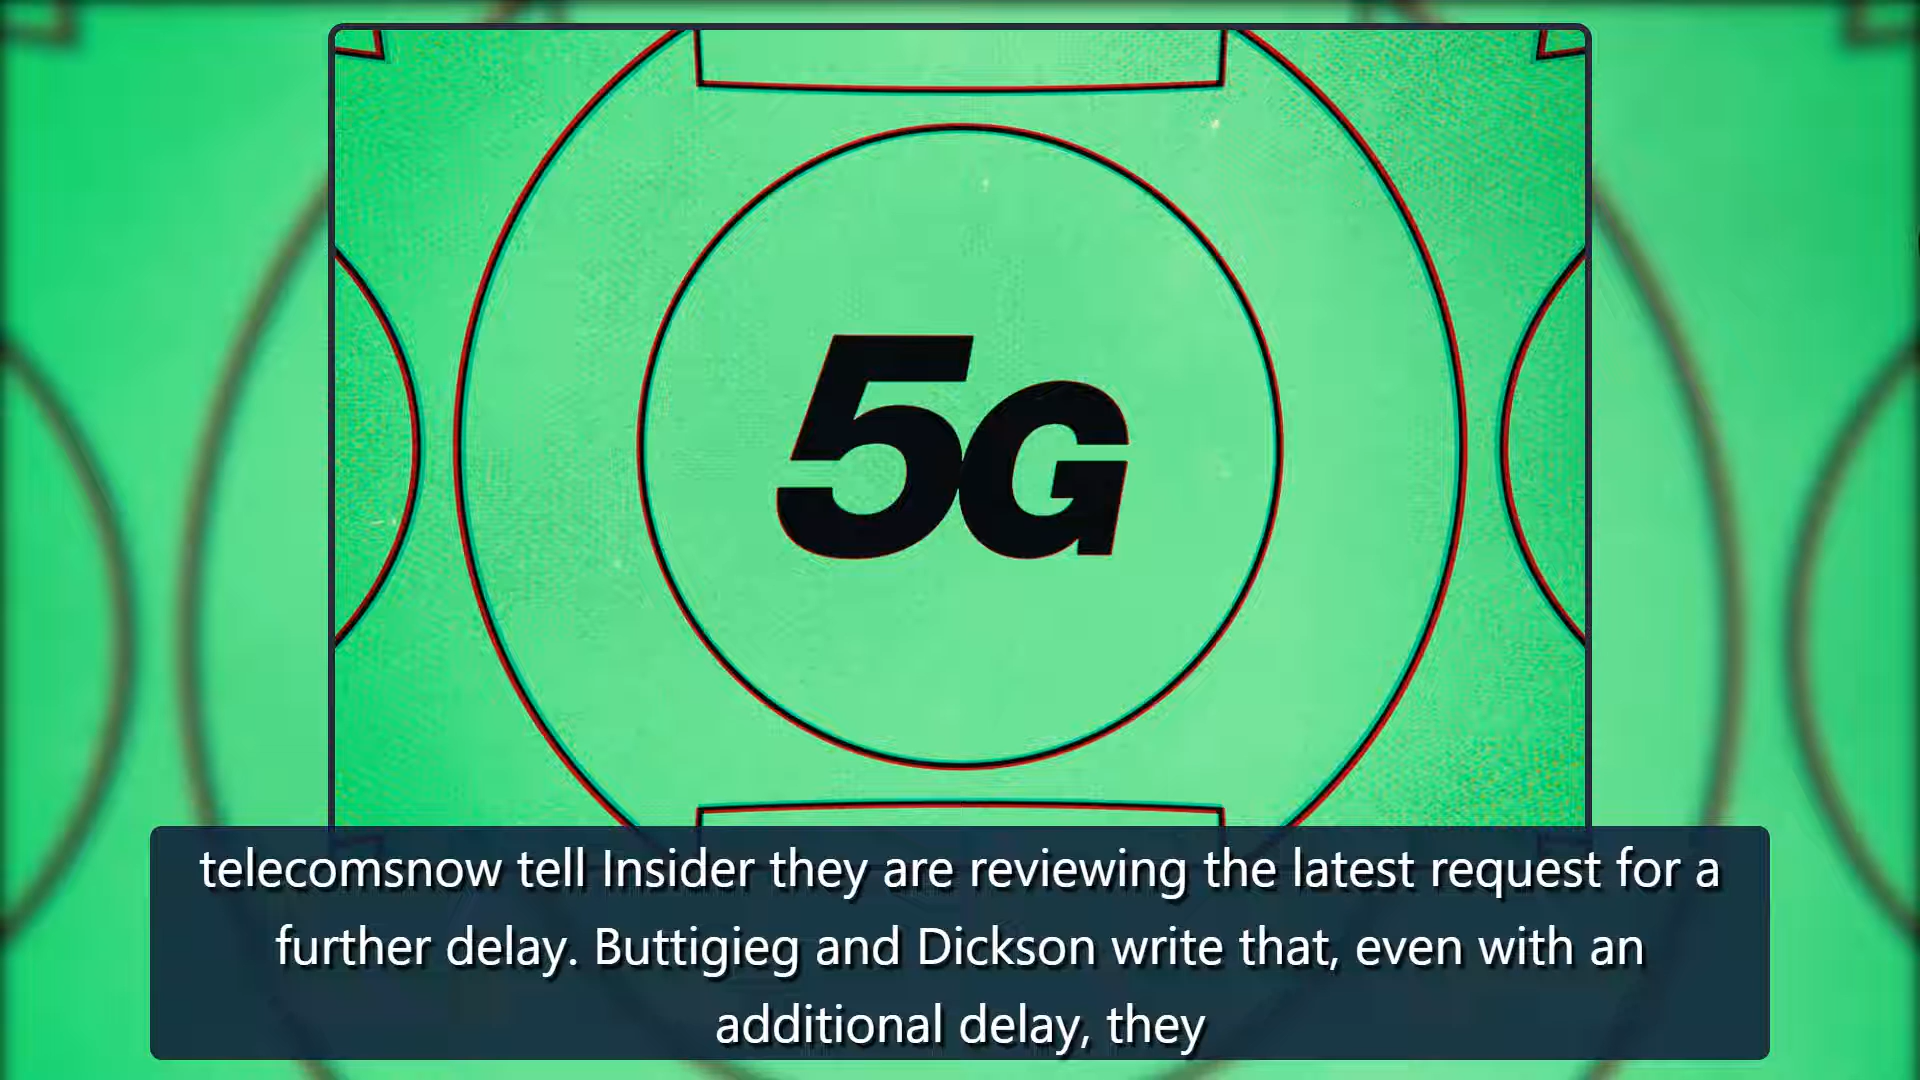 5G
telecomsnow tell Insider they are reviewing the latest request for a
further delay. Buttigieg and Dickson write that, even with an
additional delay, they